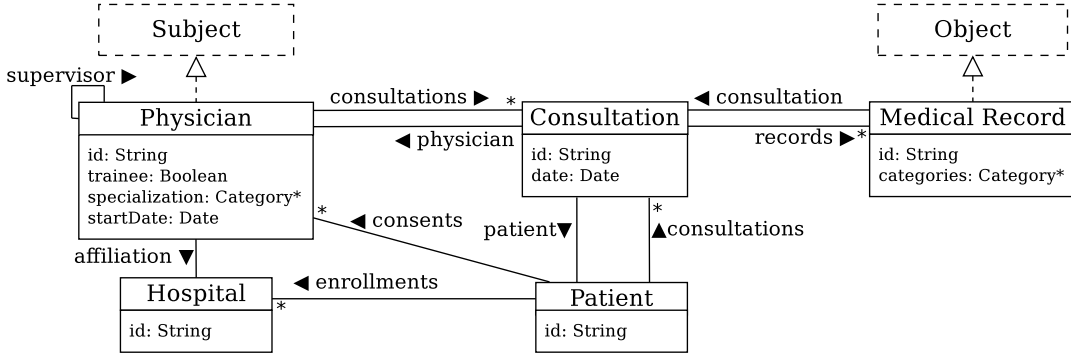 Subject
Object
supervisor ▶
consultations ▶ *
◀ consultation
Physician
Consultation
Medical Record
◀ physician
records ▶ *
id: String
trainee: Boolean
specialization: Category*
startDate: Date
id: String
date: Date
id: String
categories: Category*
* ◀ consents
*
patient▼
▲consultations
affiliation ▼
Hospital
◀ enrollments
*
Patient
id: String
id: String